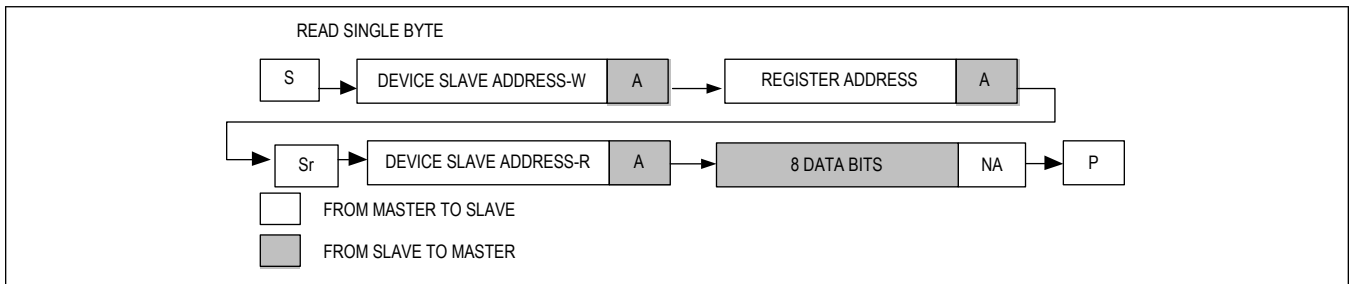 READ SINGLE BYTE
S DEVICE SLAVE ADDRESS-W A REGISTER ADDRESS A
Sr DEVICE SLAVE ADDRESS-R A 8 DATA BITS NA P
FROM MASTER TO SLAVE
FROM SLAVE TO MASTER